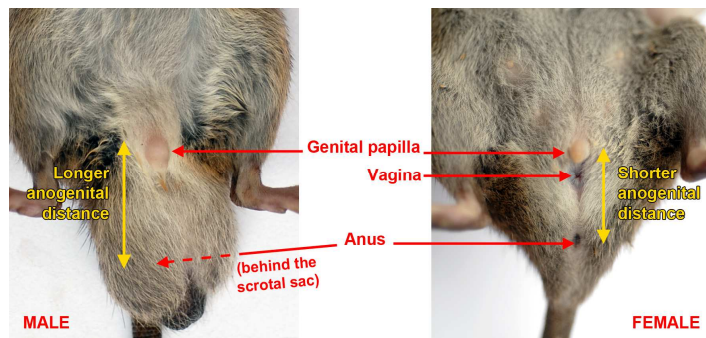 Genital papilla
Vagina
Longer
anogenital
distance
Shorter
anogenital
distance
Anus
(behind the
scrotal sac)
MALE
FEMALE